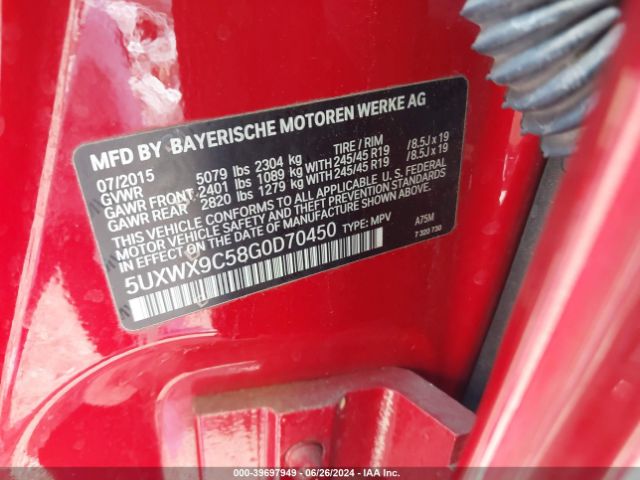 MFD BY BAYERISCHE MOTOREN WERKE AG
07/2015 5079 lbs 2304 kg TIRE / RIM
GVWR
GAWR FRONT 2401 lbs 1089 kg WITH 245/45 R19 /8.5J x 19
GAWR REAR 2820 lbs 1279 kg WITH 245/45 R19 /8.5J x 19
THIS VEHICLE CONFORMS TO ALL APPLICABLE U. S. FEDERAL
MOTOR VEHICLE SAFETY, BUMPER, AND THEFT PREVENTION STANDARDS
IN EFFECT ON THE DATE OF MANUFACTURE SHOWN ABOVE.
5UXWX9C58G0D70450 TYPE: MPV A75M
7 320 730
000-39697949 | 06/26/2024 | IAA Inc.